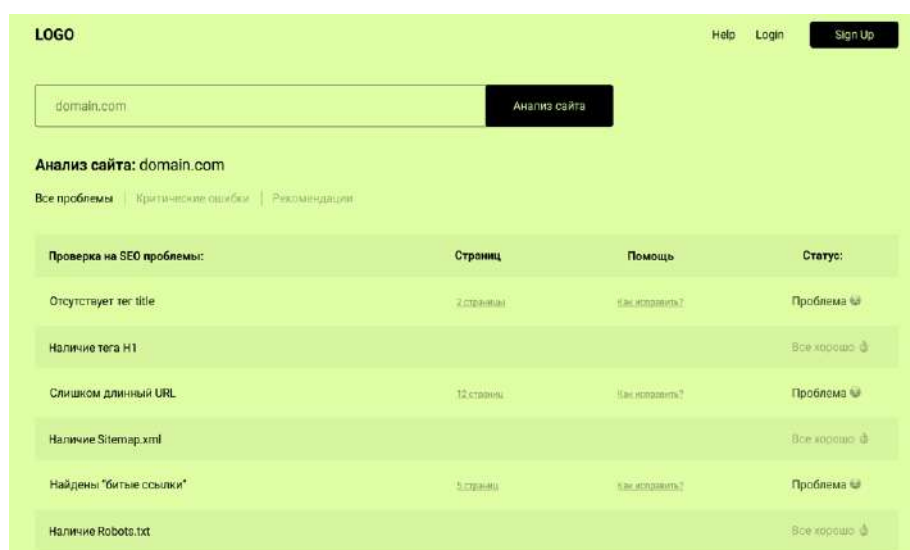 LOGO Help Login Sign Up
domain.com Анализ сайта
Анализ сайта: domain.com
Все проблемы | Критические ошибки | Рекомендации
Проверка на SEO проблемы: Страниц Помощь Статус:
Отсутствует тег title 2 страницы Как исправить? Проблема
Наличие тега H1 Все хорошо 👌
Слишком длинный URL 12 страниц Как исправить? Проблема
Наличие Sitemap.xml Все хорошо 👌
Найдены "битые ссылки" 5 страниц Как исправить? Проблема
Наличие Robots.txt Все хорошо 👌